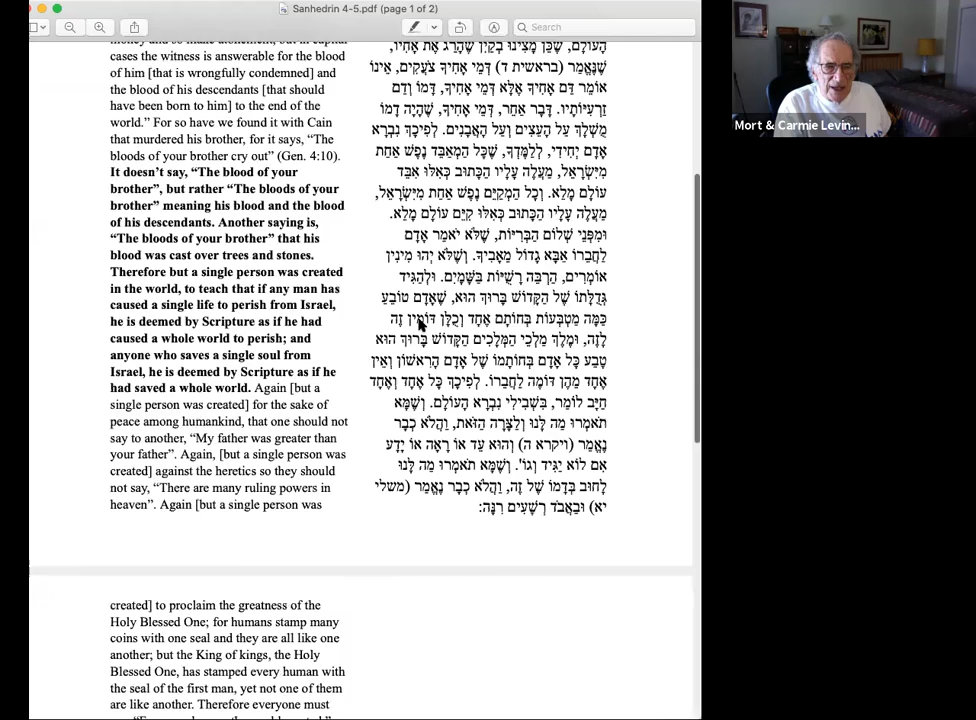 Sanhedrin 4-5.pdf (page 1 of 2)
Search
cases the witness is answerable for the blood
of him [that is wrongfully condemned] and
the blood of his descendants [that should
have been born to him] to the end of the
world.” For so have we found it with Cain
that murdered his brother, for it says, “The
bloods of your brother cry out” (Gen. 4:10).
It doesn’t say, “The blood of your
brother”, but rather “The bloods of your
brother” meaning his blood and the blood
of his descendants. Another saying is,
“The bloods of your brother” that his
blood was cast over trees and stones.
Therefore but a single person was created
in the world, to teach that if any man has
caused a single life to perish from Israel,
he is deemed by Scripture as if he had
caused a whole world to perish; and
anyone who saves a single soul from
Israel, he is deemed by Scripture as if he
had saved a whole world. Again [but a
single person was created] for the sake of
peace among humankind, that one should not
say to another, “My father was greater than
your father”. Again, [but a single person was
created] against the heretics so they should
not say, “There are many ruling powers in
heaven”. Again [but a single person was
הָעוֹלָם, שֶׁכֵּן מָצִינוּ בְקַיִן שֶׁהָרַג אֶת אָחִיו,
שֶׁנֶּאֱמַר (בראשית ד) דְּמֵי אָחִיךָ צֹעֲקִים, אֵינוֹ
אוֹמֵר דַּם אָחִיךָ אֶלָּא דְּמֵי אָחִיךָ, דָּמוֹ וְדַם
זַרְעִיּוֹתָיו. דָּבָר אַחֵר, דְּמֵי אָחִיךָ, שֶׁהָיָה דָמוֹ
מֻשְׁלָךְ עַל הָעֵצִים וְעַל הָאֲבָנִים. לְפִיכָךְ נִבְרָא
אָדָם יְחִידִי, לְלַמֶּדְךָ, שֶׁכָּל הַמְאַבֵּד נֶפֶשׁ אַחַת
מִיִּשְׂרָאֵל, מַעֲלֶה עָלָיו הַכָּתוּב כְּאִלּוּ אִבֵּד
עוֹלָם מָלֵא. וְכָל הַמְקַיֵּם נֶפֶשׁ אַחַת מִיִּשְׂרָאֵל,
מַעֲלֶה עָלָיו הַכָּתוּב כְּאִלּוּ קִיֵּם עוֹלָם מָלֵא.
וּמִפְּנֵי שְׁלוֹם הַבְּרִיּוֹת, שֶׁלֹּא יֹאמַר אָדָם
לַחֲבֵרוֹ אַבָּא גָדוֹל מֵאָבִיךָ. וְשֶׁלֹּא יְהוּ מִינִין
אוֹמְרִים, הַרְבֵּה רָשֻׁיּוֹת בַּשָּׁמָיִם. וּלְהַגִּיד
גְּדֻלָּתוֹ שֶׁל הַקָּדוֹשׁ בָּרוּךְ הוּא, שֶׁאָדָם טוֹבֵעַ
כַּמָּה מַטְבְּעוֹת בְּחוֹתָם אֶחָד וְכֻלָּן דּוֹמִין זֶה
לָזֶה, וּמֶלֶךְ מַלְכֵי הַמְּלָכִים הַקָּדוֹשׁ בָּרוּךְ הוּא
טָבַע כָּל אָדָם בְּחוֹתָמוֹ שֶׁל אָדָם הָרִאשׁוֹן וְאֵין
אֶחָד מֵהֶן דּוֹמֶה לַחֲבֵרוֹ. לְפִיכָךְ כָּל אֶחָד וְאֶחָד
חַיָּב לוֹמַר, בִּשְׁבִילִי נִבְרָא הָעוֹלָם. וְשֶׁמָּא
תֹאמְרוּ מַה לָּנוּ וְלַצָּרָה הַזֹּאת, וַהֲלֹא כְבָר
נֶאֱמַר (ויקרא ה) וְהוּא עֵד אוֹ רָאָה אוֹ יָדָע
אִם לוֹא יַגִּיד וְגוֹ'. וְשֶׁמָּא תֹאמְרוּ מַה לָּנוּ
לָחוּב בְּדָמוֹ שֶׁל זֶה, וַהֲלֹא כְבָר נֶאֱמַר (משלי
יא) וּבַאֲבֹד רְשָׁעִים רִנָּה:
created] to proclaim the greatness of the
Holy Blessed One; for humans stamp many
coins with one seal and they are all like one
another; but the King of kings, the Holy
Blessed One, has stamped every human with
the seal of the first man, yet not one of them
are like another. Therefore everyone must
Mort & Carmie Levin...